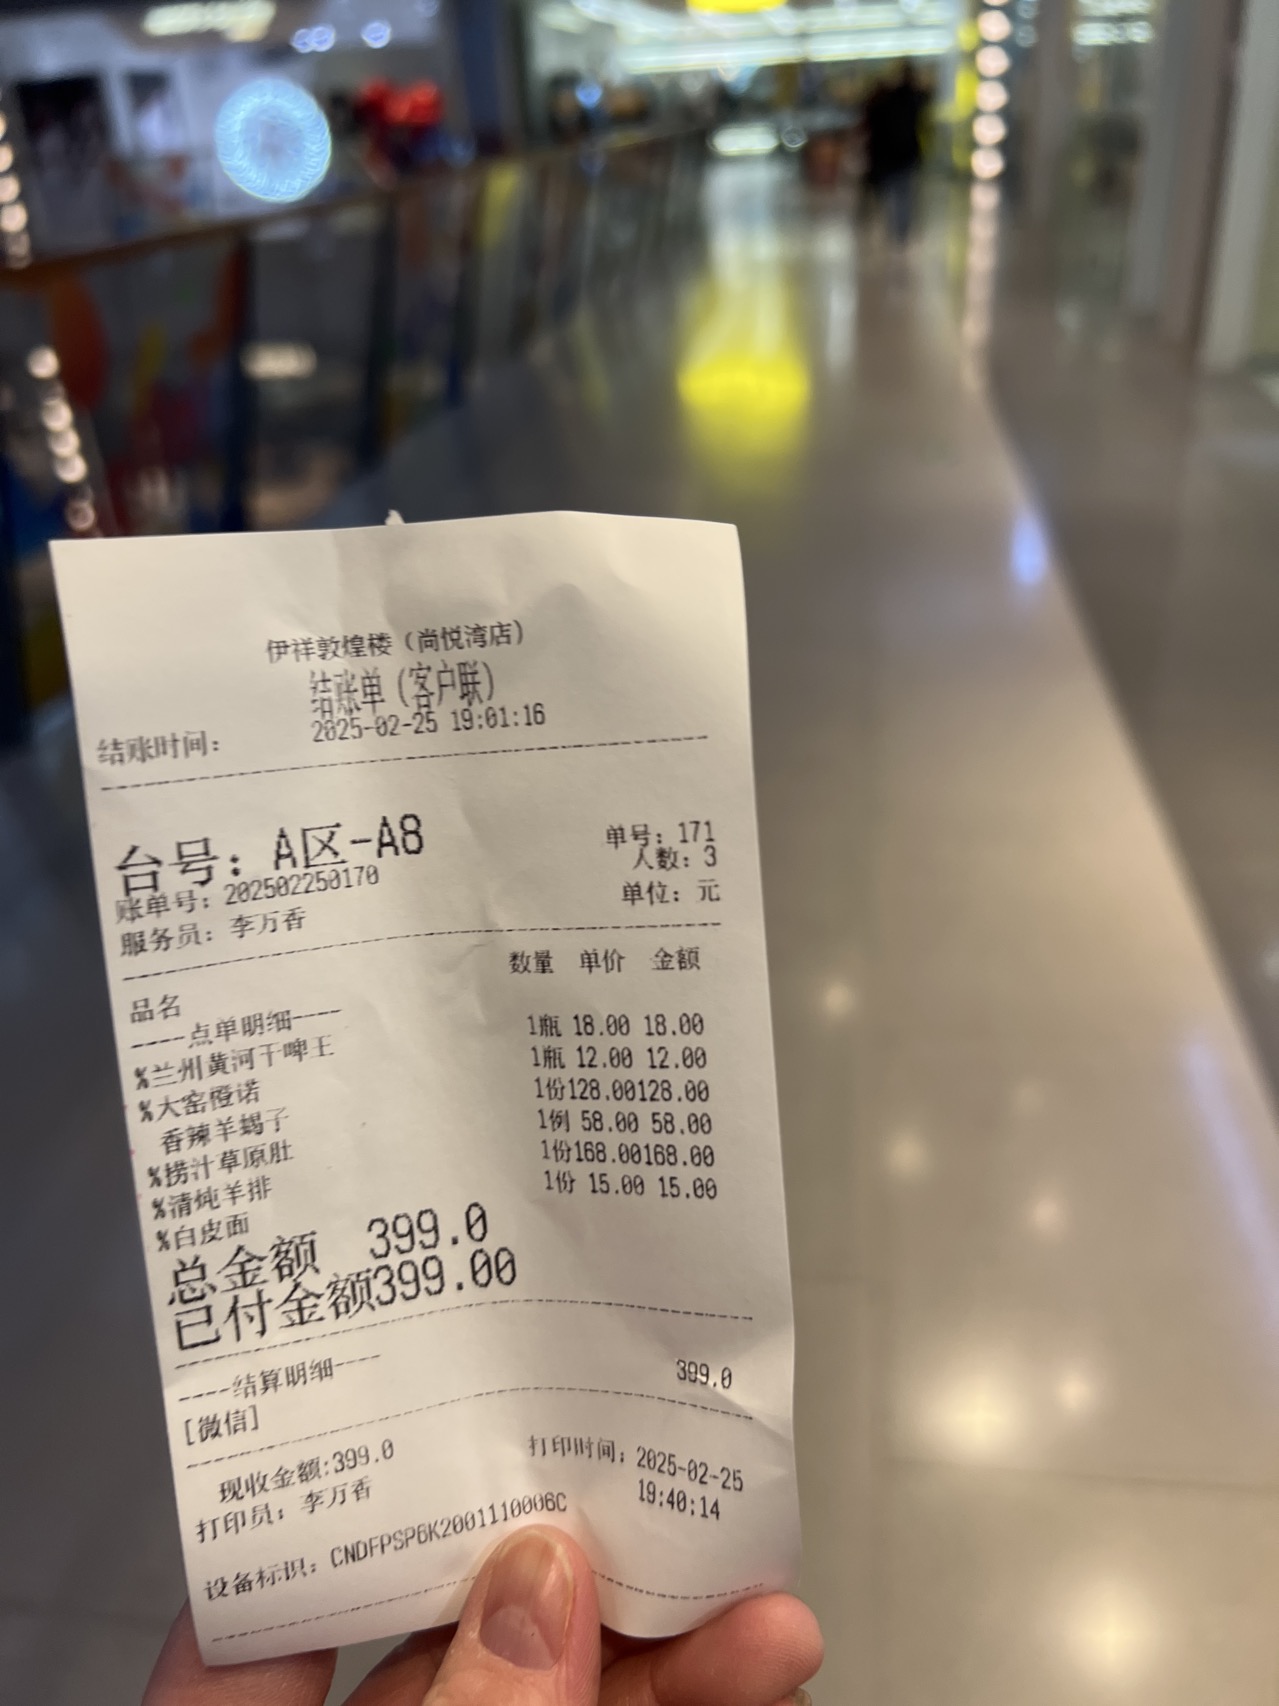 伊祥敦煌楼（尚悦湾店）
结账单（客户联）
结账时间： 2025-02-25 19:01:16
台号：A区-A8 单号：171
人数：3
账单号：202502250170 单位：元
服务员：李万香
品名 数量 单价 金额
----点单明细----
%兰州黄河干啤王 1瓶 18.00 18.00
%大窑橙诺 1瓶 12.00 12.00
香辣羊蝎子 1份128.00128.00
%捞汁草原肚 1例 58.00 58.00
%清炖羊排 1份168.00168.00
%白皮面 1份 15.00 15.00
总金额 399.0
已付金额399.00
----结算明细----
[微信] 399.0
现收金额:399.0
打印员：李万香 打印时间：2025-02-25
19:40:14
设备标识：CNDFPSP6K2001110006C